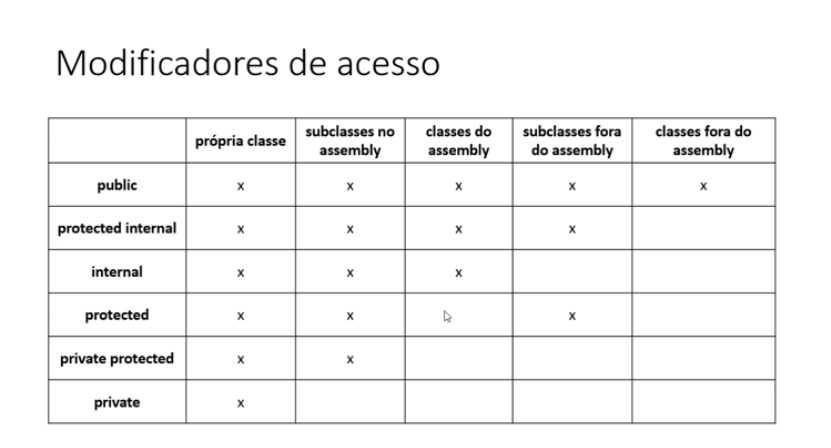 Modificadores de acesso
própria classe
subclasses no
assembly
classes do
assembly
subclasses fora
do assembly
classes fora do
assembly
public x x x x x
protected internal x x x x
internal x x x
protected x x x
private protected x x
private x